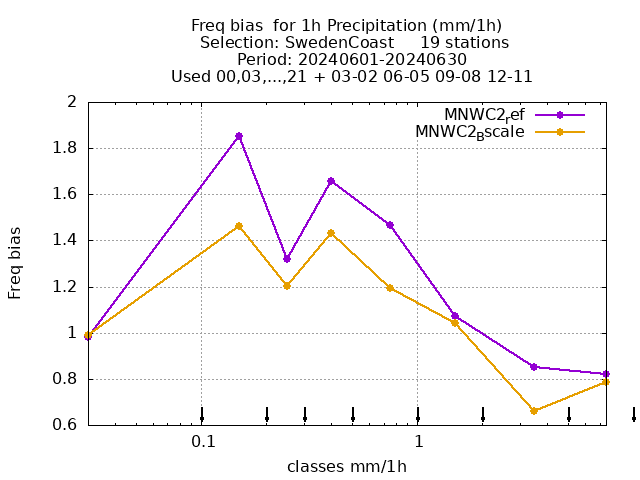 Freq bias  for 1h Precipitation (mm/1h)
Selection: SwedenCoast     19 stations
Period: 20240601-20240630
Used 00,03,...,21 + 03-02 06-05 09-08 12-11
MNWC2_ref
MNWC2_Bscale
2
1.8
1.6
1.4
1.2
1
0.8
0.6
Freq bias
0.1
1
classes mm/1h